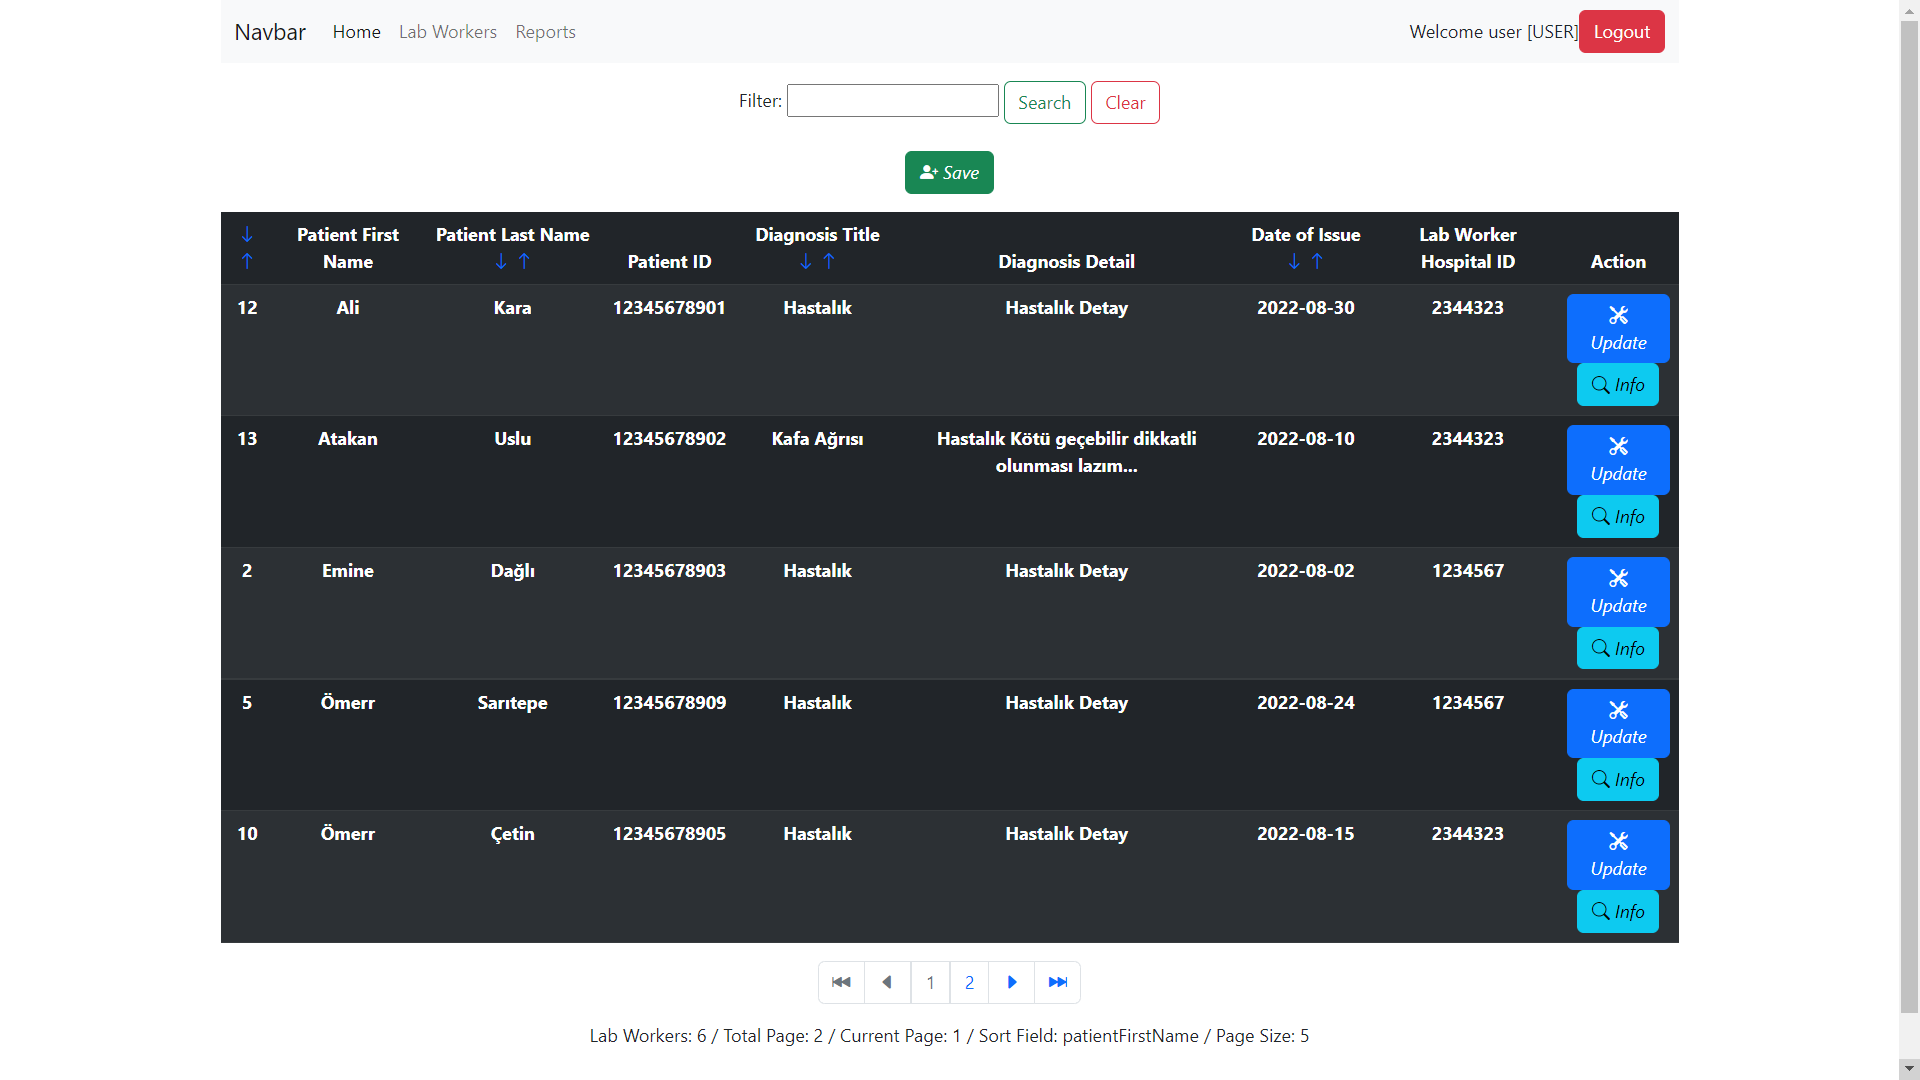 Navbar Home Lab Workers Reports Welcome user [USER] Logout
Filter: Search Clear
Save
↓ ↑ Patient First Name Patient Last Name ↓ ↑ Patient ID Diagnosis Title ↓ ↑ Diagnosis Detail Date of Issue ↓ ↑ Lab Worker Hospital ID Action
12 Ali Kara 12345678901 Hastalık Hastalık Detay 2022-08-30 2344323 Update
Info
13 Atakan Uslu 12345678902 Kafa Ağrısı Hastalık Kötü geçebilir dikkatli olunması lazım... 2022-08-10 2344323 Update
Info
2 Emine Dağlı 12345678903 Hastalık Hastalık Detay 2022-08-02 1234567 Update
Info
5 Ömerr Sarıtepe 12345678909 Hastalık Hastalık Detay 2022-08-24 1234567 Update
Info
10 Ömerr Çetin 12345678905 Hastalık Hastalık Detay 2022-08-15 2344323 Update
Info
1 2
Lab Workers: 6 / Total Page: 2 / Current Page: 1 / Sort Field: patientFirstName / Page Size: 5